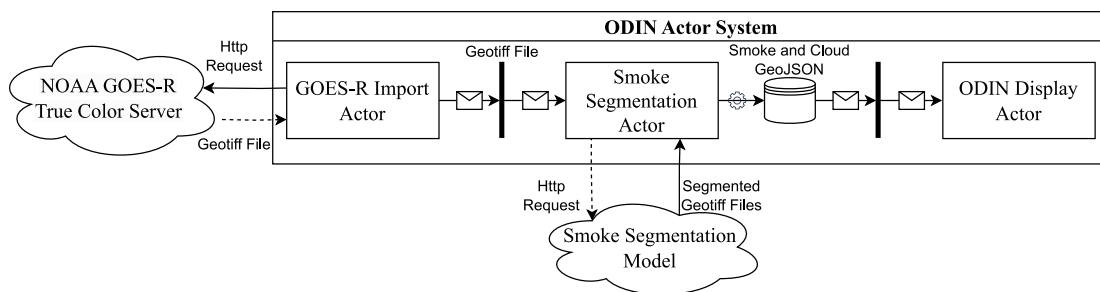 ODIN Actor System
Http
Request
NOAA GOES-R
True Color Server
Geotiff File
GOES-R Import
Actor
Geotiff File
Smoke
Segmentation
Actor
Smoke and Cloud
GeoJSON
ODIN Display
Actor
Http
Request
Segmented
Geotiff Files
Smoke Segmentation
Model